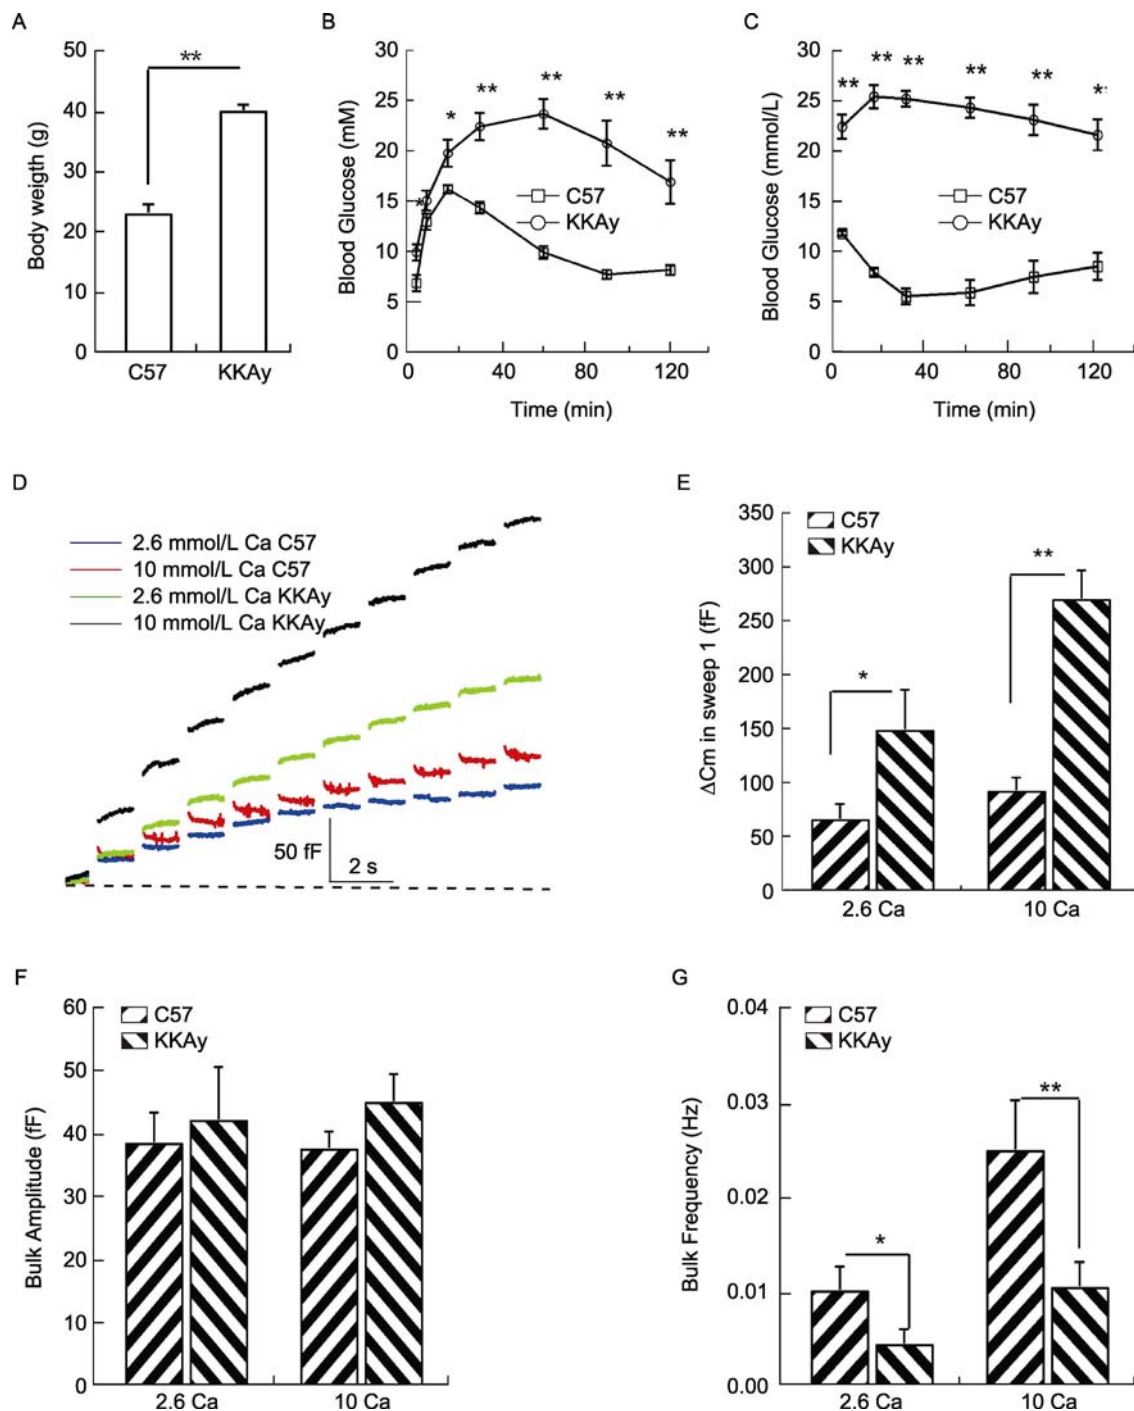 A
Body weigth (g)
50
40
30
20
10
0
**
C57 KKAy
B
Blood Glucose (mM)
30
25
20
15
10
5
0
* * ** ** ** **
C57
KKAy
0 40 80 120
Time (min)
C
Blood Glucose (mmol/L)
30
25
20
15
10
5
0
** ** ** ** ** *
C57
KKAy
0 40 80 120
Time (min)
D
2.6 mmol/L Ca C57
10 mmol/L Ca C57
2.6 mmol/L Ca KKAy
10 mmol/L Ca KKAy
50 fF
2 s
E
ΔCm in sweep 1 (fF)
350
300
250
200
150
100
50
0
C57
KKAy
*
**
2.6 Ca 10 Ca
F
Bulk Amplitude (fF)
60
50
40
30
20
10
0
C57
KKAy
2.6 Ca 10 Ca
G
Bulk Frequency (Hz)
0.04
0.03
0.02
0.01
0.00
C57
KKAy
*
**
2.6 Ca 10 Ca